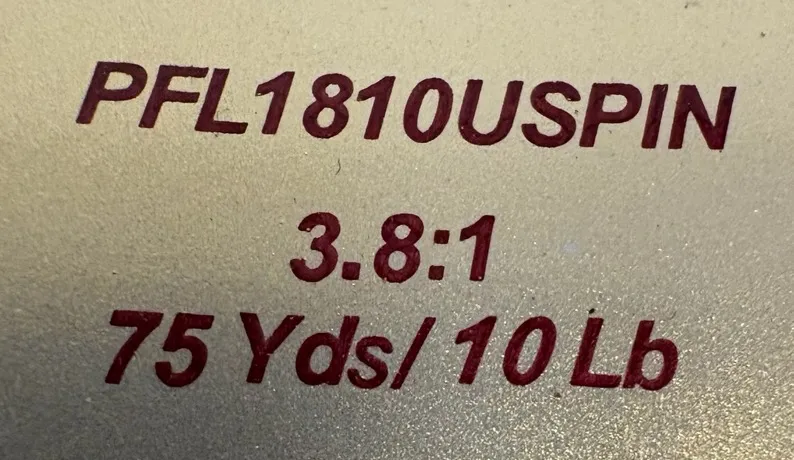 PFL1810USPIN
3.8:1
75 Yds/ 10 Lb